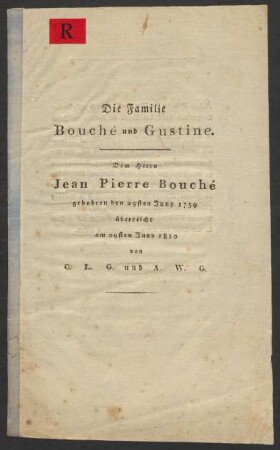 R
Die Familie
Bouché und Gustine.
Dem Herrn
Jean Pierre Bouché
gebohren den 29sten Juny 1759
überreicht
am 29sten Juny 1810
von
C. L. G. und A. W. G.